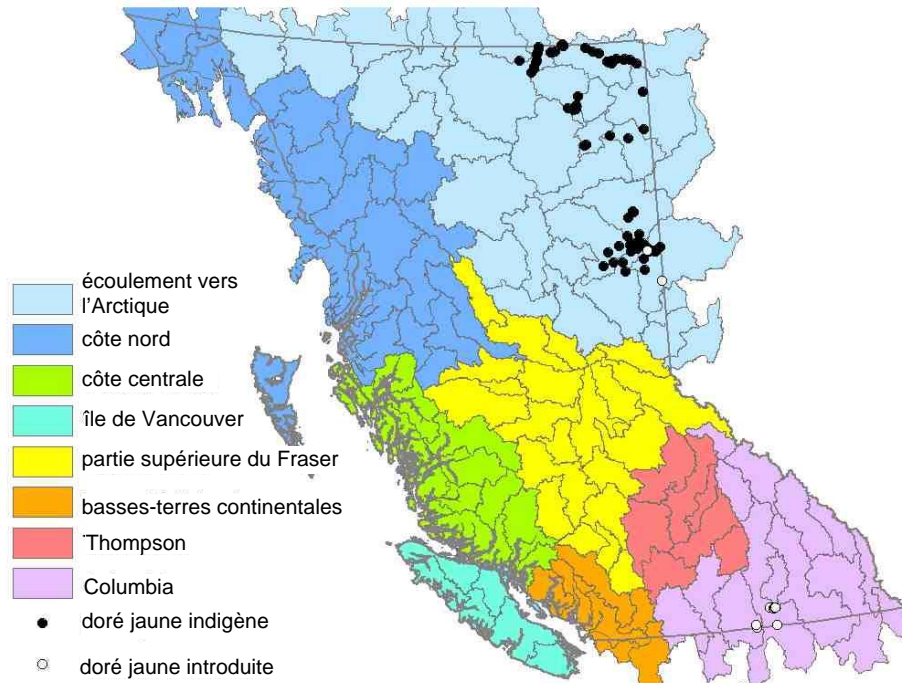 écoulement vers
l'Arctique
côte nord
côte centrale
île de Vancouver
partie supérieure du Fraser
basses-terres continentales
Thompson
Columbia
doré jaune indigène
doré jaune introduite